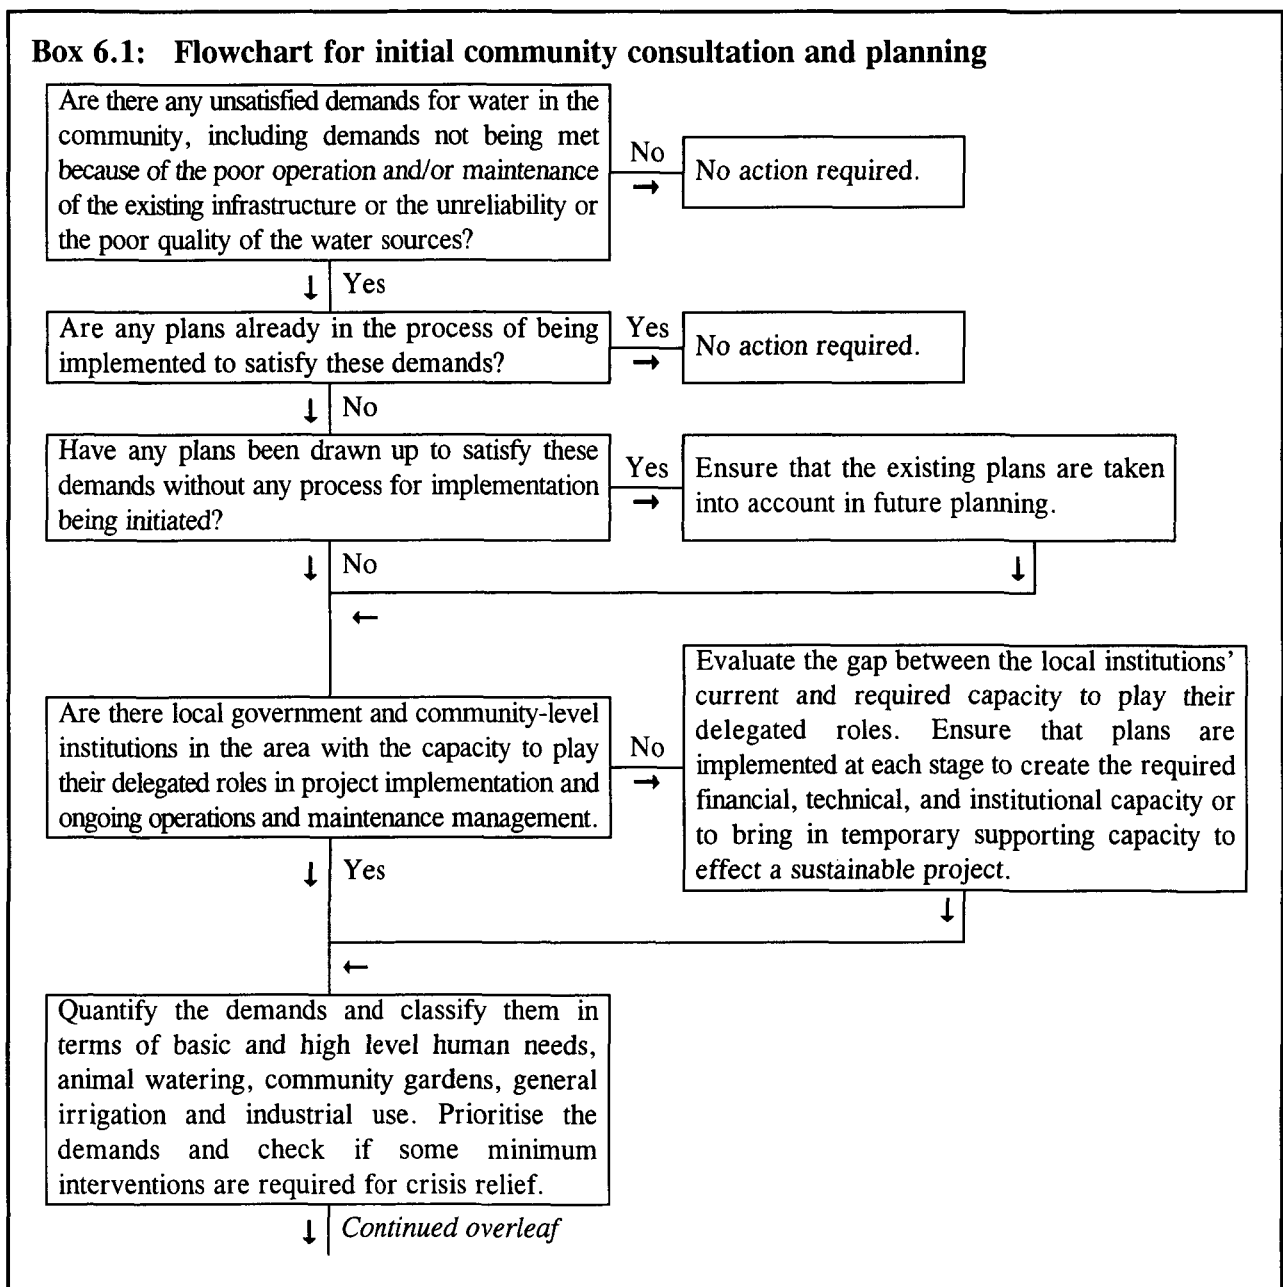 Box 6.1: Flowchart for initial community consultation and planning
Are there any unsatisfied demands for water in the
community, including demands not being met
because of the poor operation and/or maintenance
of the existing infrastructure or the unreliability or
the poor quality of the water sources?
No
→
No action required.
↓ Yes
Are any plans already in the process of being
implemented to satisfy these demands?
Yes
→
No action required.
↓ No
Have any plans been drawn up to satisfy these
demands without any process for implementation
being initiated?
Yes
→
Ensure that the existing plans are taken
into account in future planning.
↓ No
↓
←
Are there local government and community-level
institutions in the area with the capacity to play
their delegated roles in project implementation and
ongoing operations and maintenance management.
No
→
Evaluate the gap between the local institutions’
current and required capacity to play their
delegated roles. Ensure that plans are
implemented at each stage to create the required
financial, technical, and institutional capacity or
to bring in temporary supporting capacity to
effect a sustainable project.
↓ Yes
↓
←
Quantify the demands and classify them in
terms of basic and high level human needs,
animal watering, community gardens, general
irrigation and industrial use. Prioritise the
demands and check if some minimum
interventions are required for crisis relief.
↓ Continued overleaf